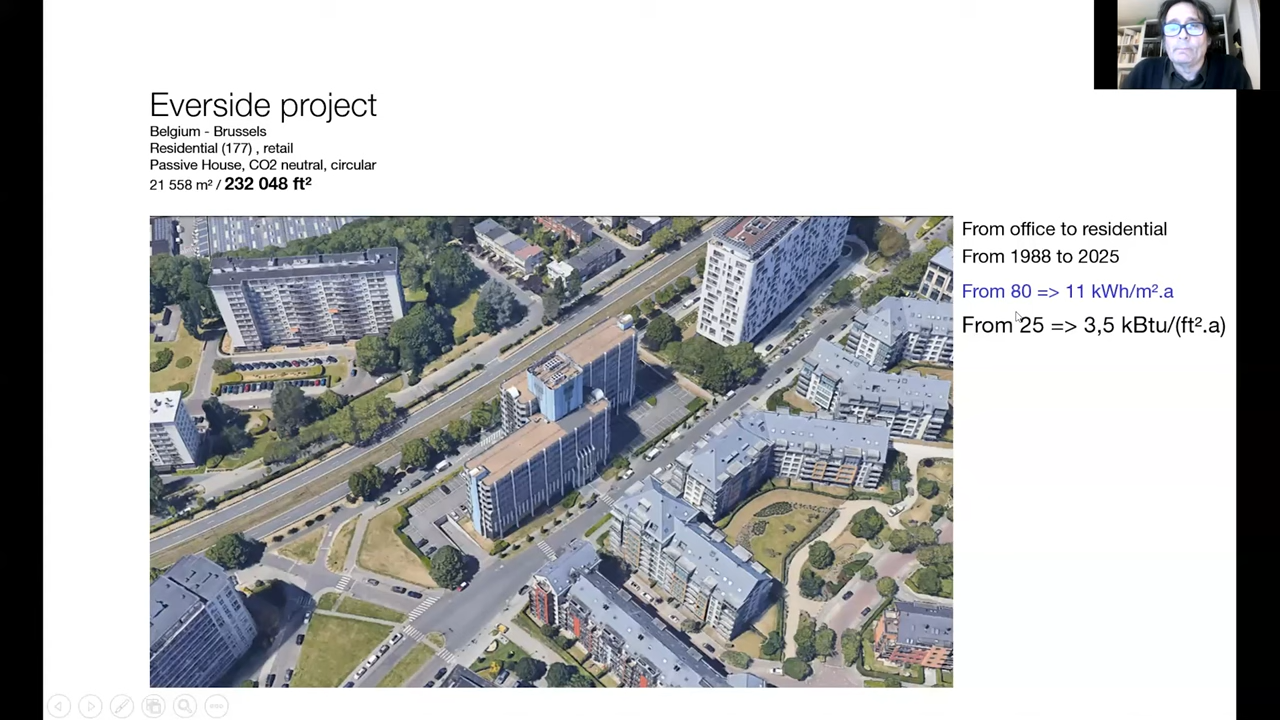 Everside project
Belgium - Brussels
Residential (177) , retail
Passive House, CO2 neutral, circular
21 558 m² / 232 048 ft²
From office to residential
From 1988 to 2025
From 80 => 11 kWh/m².a
From 25 => 3,5 kBtu/(ft².a)